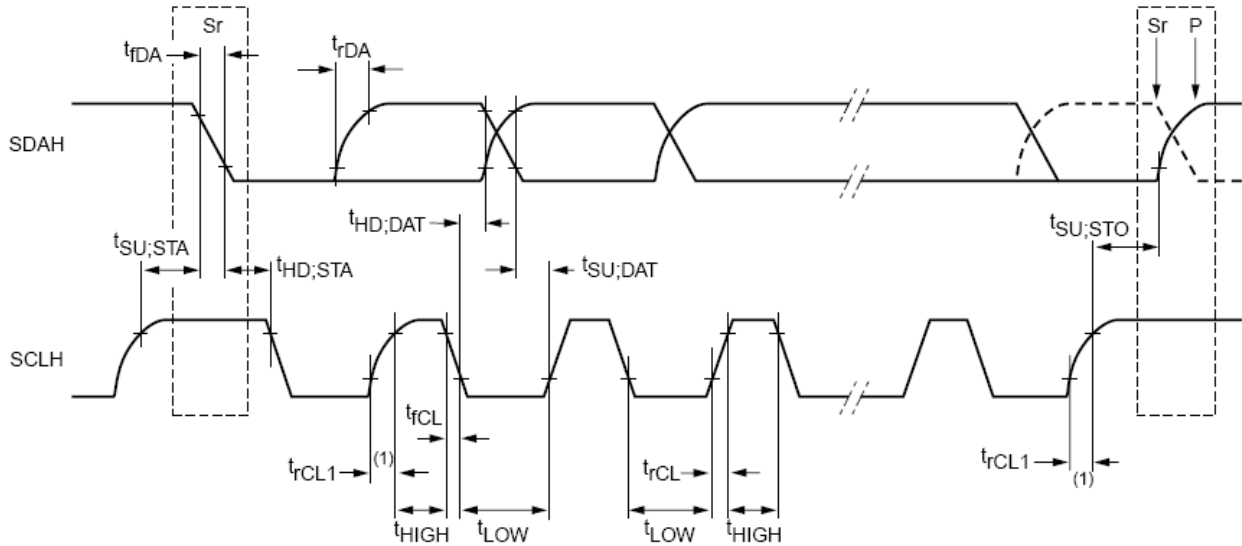 Sr
Sr P
tfDA
trDA
SDAH
tHD;DAT
tSU;STA
tHD;STA
tSU;DAT
tSU;STO
SCLH
tfCL
trCL1 (1)
trCL
trCL1 (1)
tHIGH
tLOW
tLOW
tHIGH